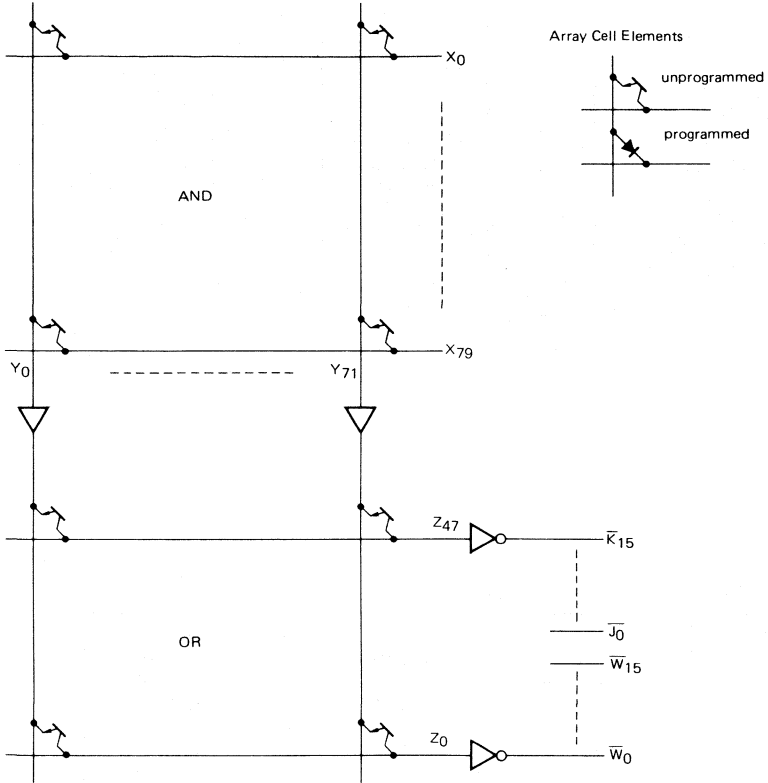 Array Cell Elements
X0
unprogrammed
programmed
AND
X79
Y0
Y71
Z47
K̅15
OR
J̅0
W̅15
Z0
W̅0